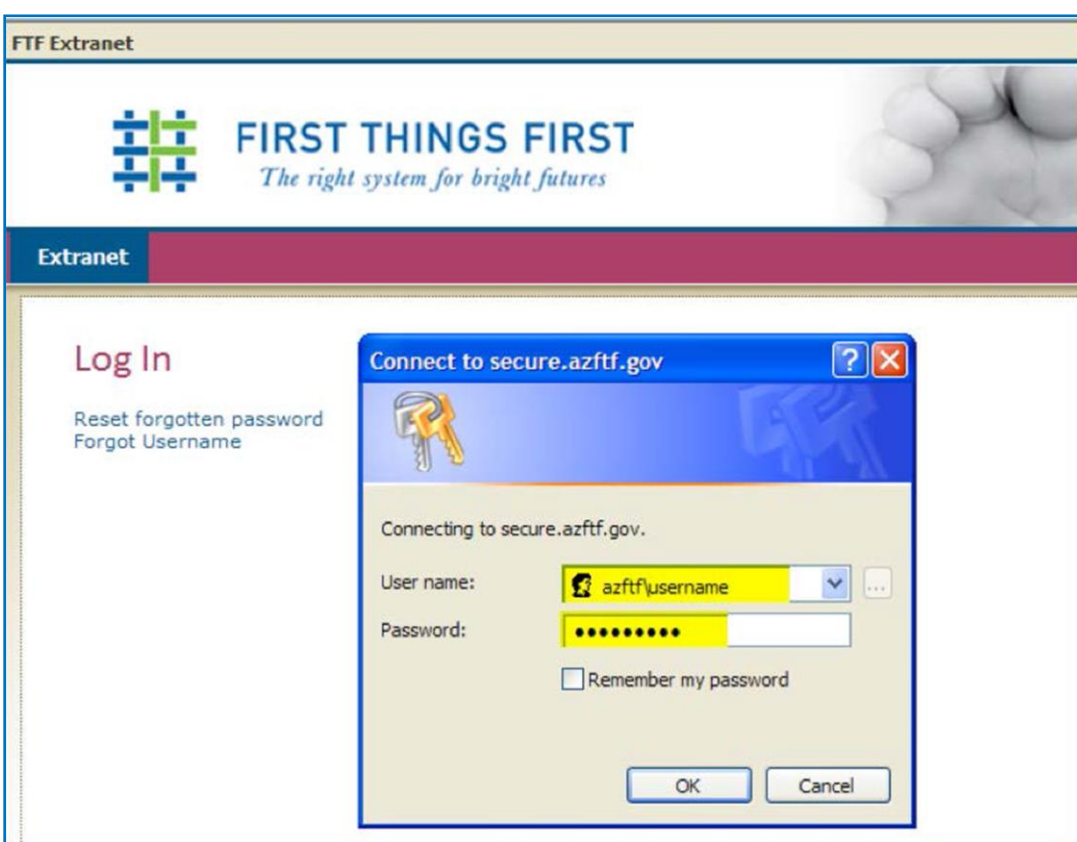 FTF Extranet
FIRST THINGS FIRST
The right system for bright futures
Extranet
Log In
Reset forgotten password
Forgot Username
Connect to secure.azftf.gov
Connecting to secure.azftf.gov.
User name: azftf\username
...
Password: •••••••••
Remember my password
OK Cancel